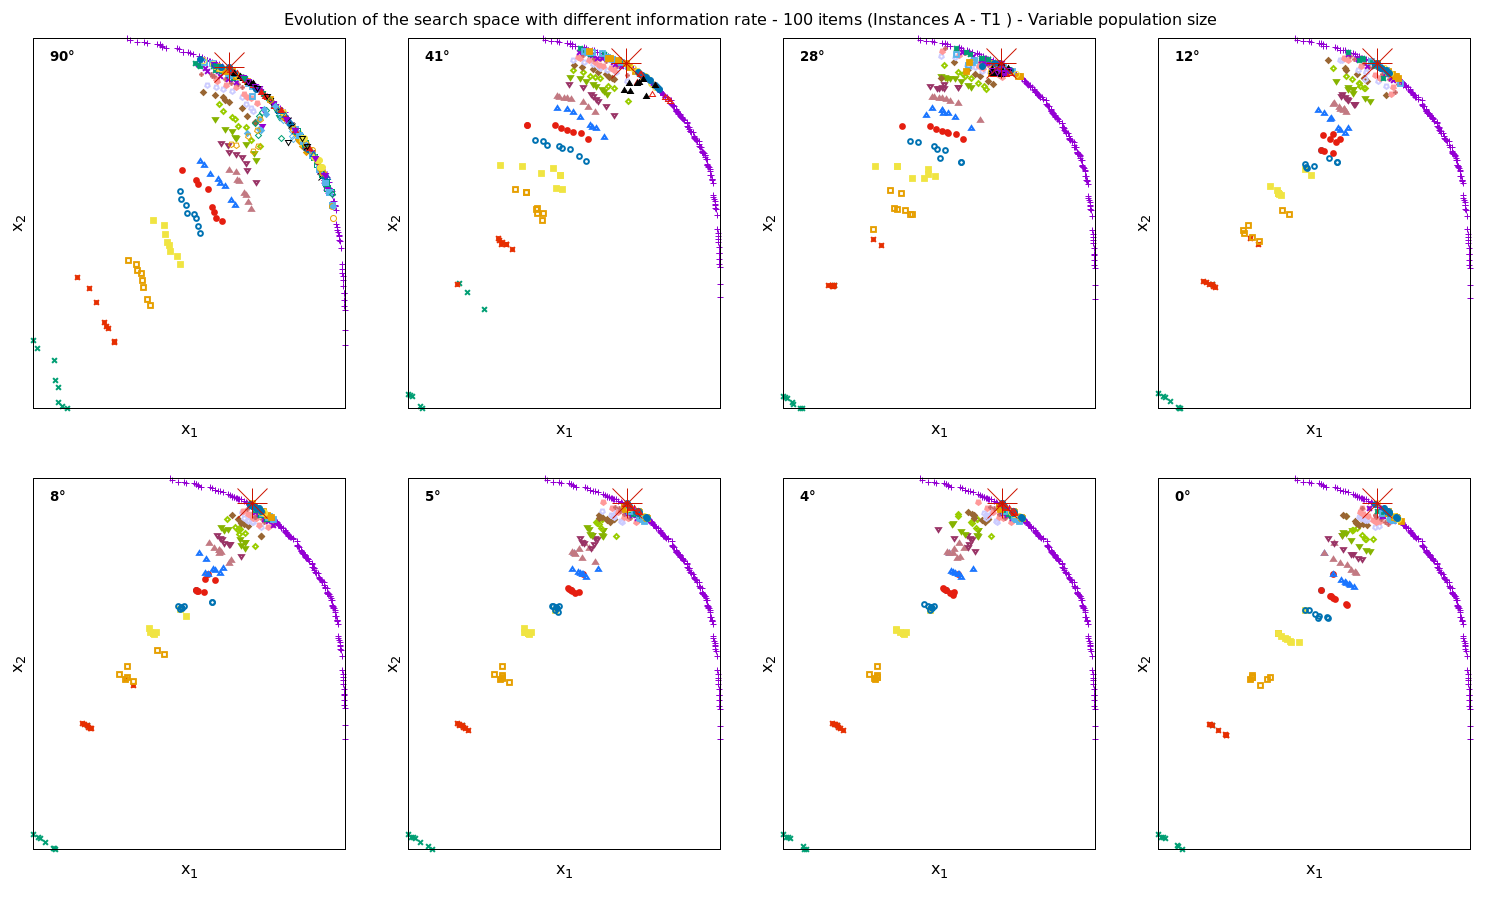 Evolution of the search space with different information rate - 100 items (Instances A - T1 ) - Variable population size
90°
41°
28°
12°
x2
x2
x2
x2
x1
x1
x1
x1
8°
5°
4°
0°
x2
x2
x2
x2
x1
x1
x1
x1